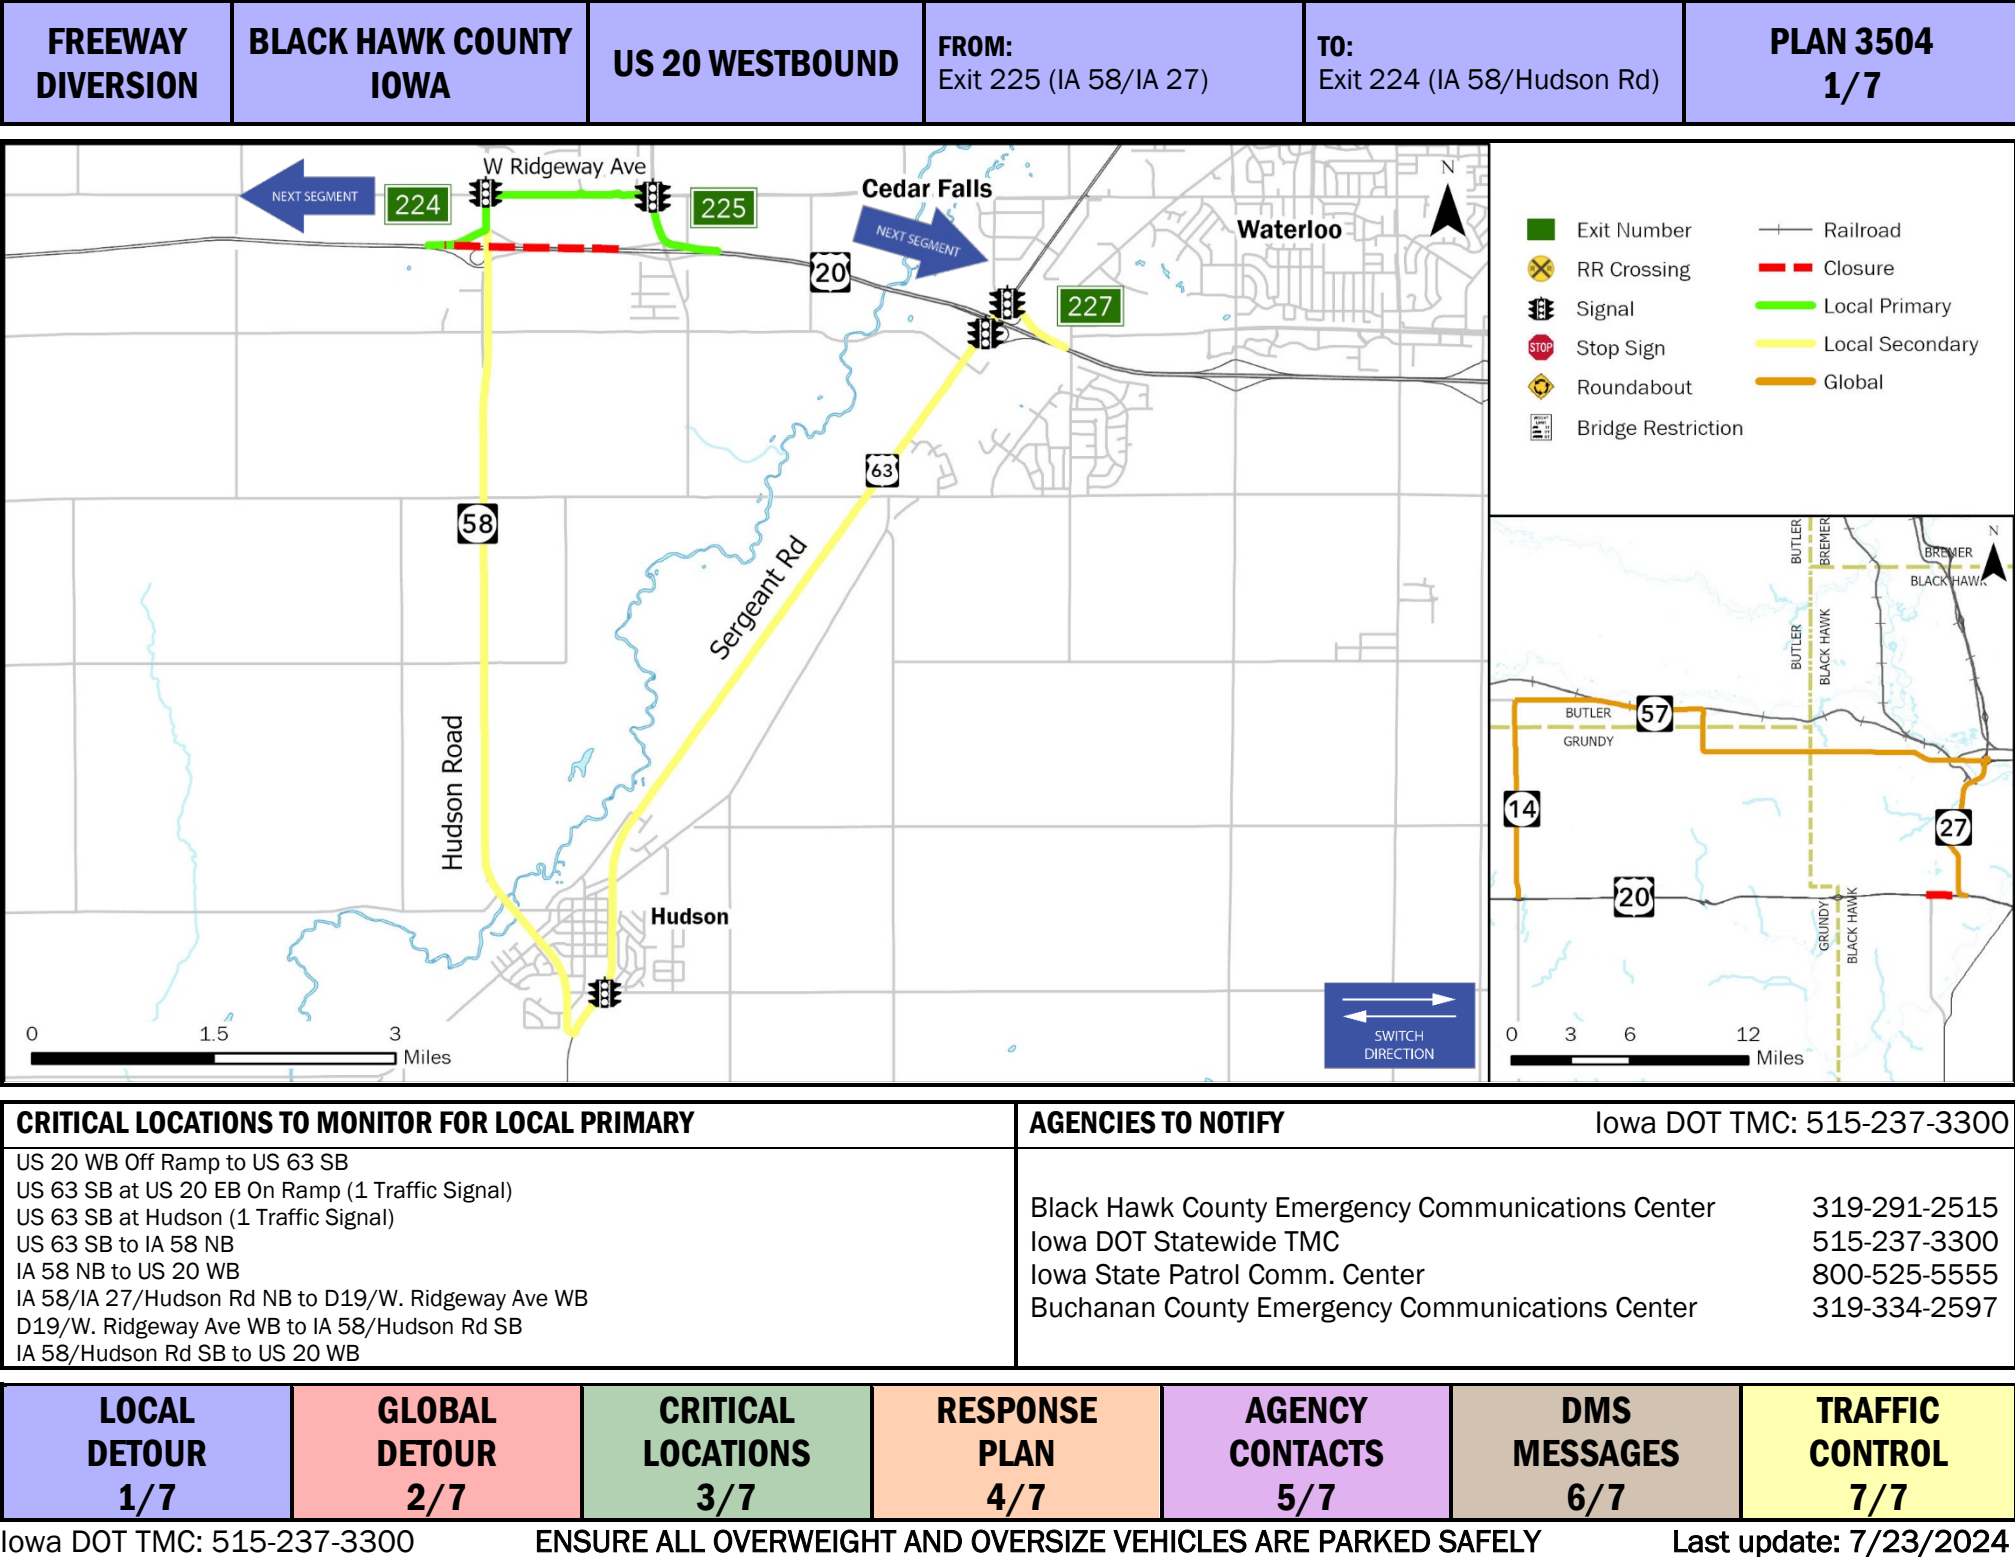 FREEWAY
DIVERSION
BLACK HAWK COUNTY
IOWA
US 20 WESTBOUND
FROM:
Exit 225 (IA 58/IA 27)
TO:
Exit 224 (IA 58/Hudson Rd)
PLAN 3504
1/7
W Ridgeway Ave
NEXT SEGMENT
224
225
Cedar Falls
NEXT SEGMENT
Waterloo
N
20
227
63
58
Sergeant Rd
Hudson Road
Hudson
0 1.5 3
Miles
SWITCH
DIRECTION
Exit Number
RR Crossing
Signal
STOP
Stop Sign
Roundabout
Bridge Restriction
Railroad
Closure
Local Primary
Local Secondary
Global
N
BUTLER
BREMER
BREMER
BLACK HAWK
BUTLER
BLACK HAWK
BUTLER
57
GRUNDY
14
27
20
GRUNDY
BLACK HAWK
0 3 6 12
Miles
CRITICAL LOCATIONS TO MONITOR FOR LOCAL PRIMARY
US 20 WB Off Ramp to US 63 SB
US 63 SB at US 20 EB On Ramp (1 Traffic Signal)
US 63 SB at Hudson (1 Traffic Signal)
US 63 SB to IA 58 NB
IA 58 NB to US 20 WB
IA 58/IA 27/Hudson Rd NB to D19/W. Ridgeway Ave WB
D19/W. Ridgeway Ave WB to IA 58/Hudson Rd SB
IA 58/Hudson Rd SB to US 20 WB
AGENCIES TO NOTIFY Iowa DOT TMC: 515-237-3300
Black Hawk County Emergency Communications Center 319-291-2515
Iowa DOT Statewide TMC 515-237-3300
Iowa State Patrol Comm. Center 800-525-5555
Buchanan County Emergency Communications Center 319-334-2597
LOCAL
DETOUR
1/7
GLOBAL
DETOUR
2/7
CRITICAL
LOCATIONS
3/7
RESPONSE
PLAN
4/7
AGENCY
CONTACTS
5/7
DMS
MESSAGES
6/7
TRAFFIC
CONTROL
7/7
Iowa DOT TMC: 515-237-3300 ENSURE ALL OVERWEIGHT AND OVERSIZE VEHICLES ARE PARKED SAFELY Last update: 7/23/2024